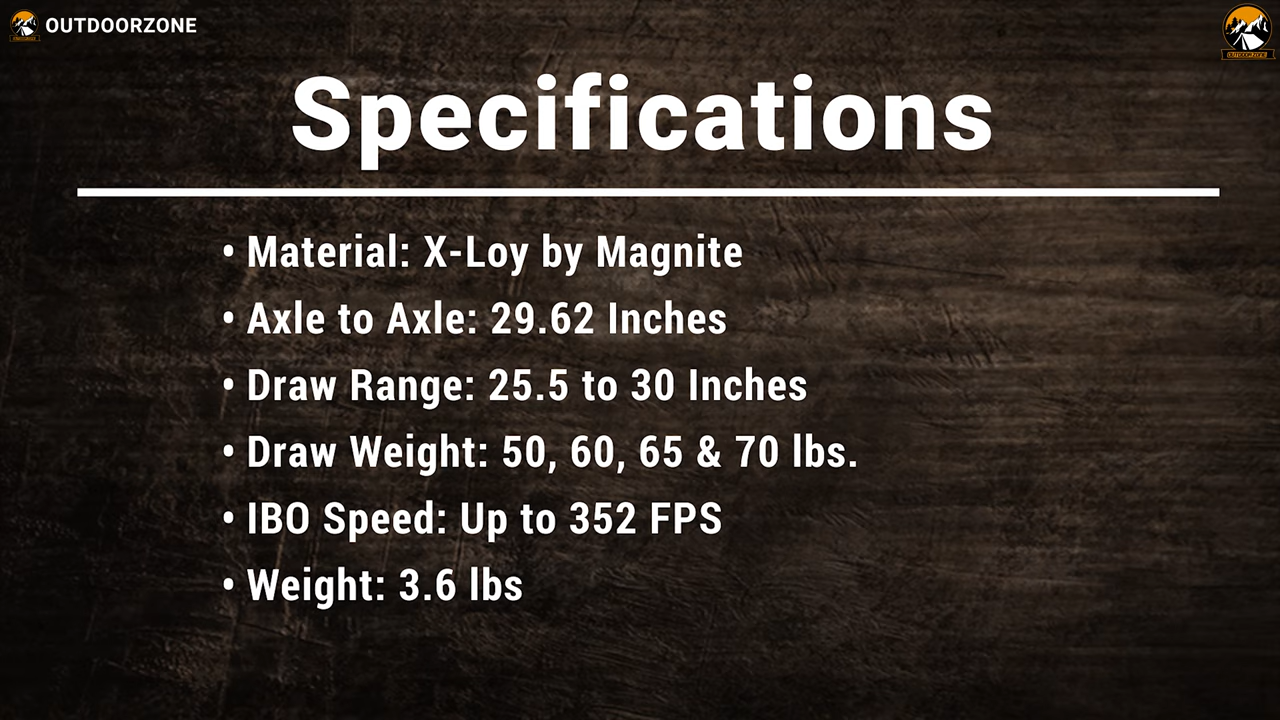 OUTDOORZONE
OUTDOORZONE
Specifications
• Material: X-Loy by Magnite
• Axle to Axle: 29.62 Inches
• Draw Range: 25.5 to 30 Inches
• Draw Weight: 50, 60, 65 & 70 lbs.
• IBO Speed: Up to 352 FPS
• Weight: 3.6 lbs